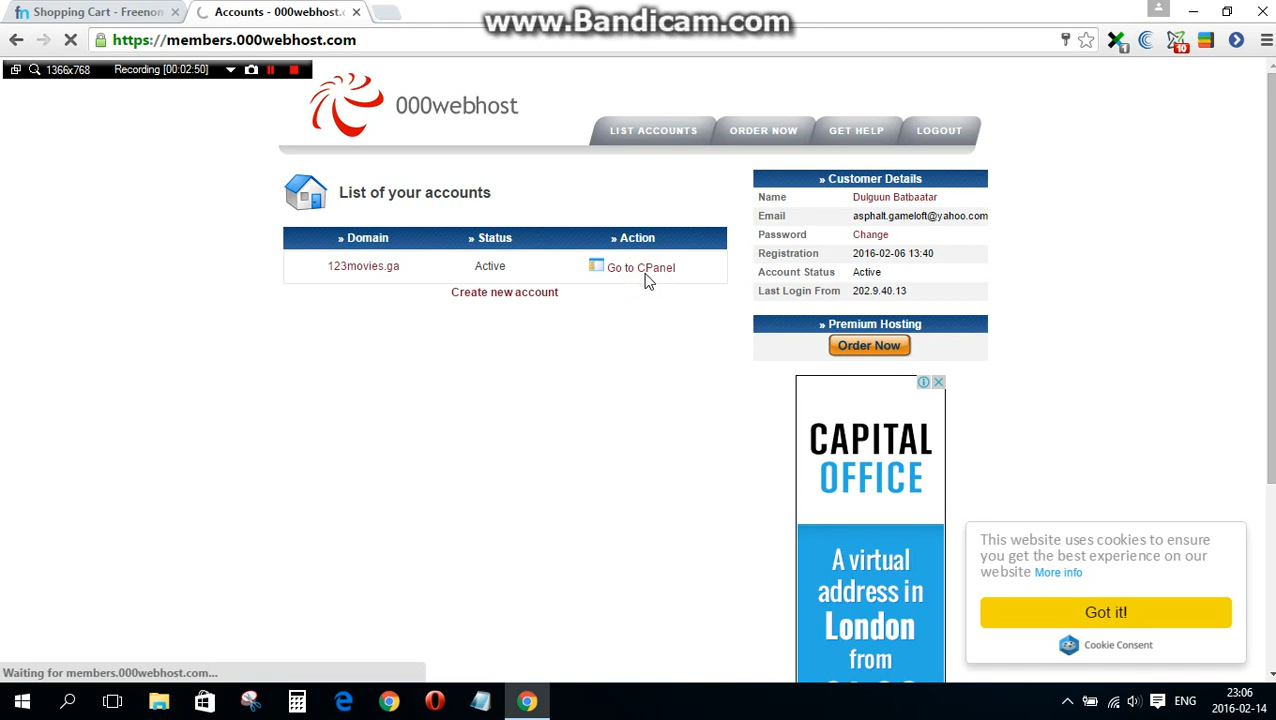 www.Bandicam.com
Shopping Cart - Freenom
Accounts - 000webhost.c
https://members.000webhost.com
1
10
1366x768 Recording [00:02:50]
000webhost
LIST ACCOUNTS ORDER NOW GET HELP LOGOUT
List of your accounts
» Domain » Status » Action
123movies.ga Active Go to CPanel
Create new account
» Customer Details
Name Dulguun Batbaatar
Email asphalt.gameloft@yahoo.com
Password Change
Registration 2016-02-06 13:40
Account Status Active
Last Login From 202.9.40.13
» Premium Hosting
Order Now
CAPITAL
OFFICE
A virtual
address in
London
from
This website uses cookies to ensure
you get the best experience on our
website More info
Got it!
Cookie Consent
Waiting for members.000webhost.com...
ENG
23:06
2016-02-14